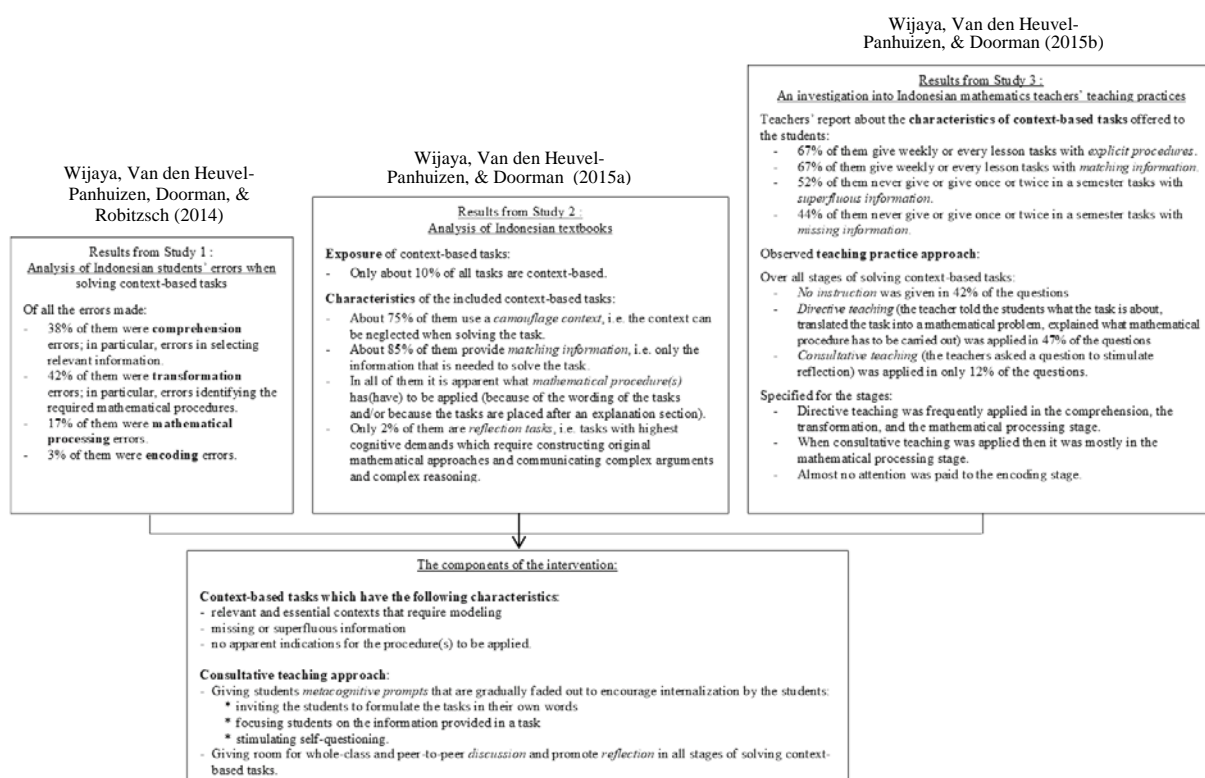 Wijaya, Van den Heuvel-
Panhuizen, Doorman, &
Robitzsch (2014)
Results from Study 1 :
Analysis of Indonesian students' errors when
solving context-based tasks
Of all the errors made:
- 38% of them were comprehension
errors; in particular, errors in selecting
relevant information.
- 42% of them were transformation
errors; in particular, errors identifying the
required mathematical procedures.
- 17% of them were mathematical
processing errors.
- 3% of them were encoding errors.
Wijaya, Van den Heuvel-
Panhuizen, & Doorman (2015a)
Results from Study 2 :
Analysis of Indonesian textbooks
Exposure of context-based tasks:
- Only about 10% of all tasks are context-based.
Characteristics of the included context-based tasks:
- About 75% of them use a camouflage context, i.e. the context can
be neglected when solving the task.
- About 85% of them provide matching information, i.e. only the
information that is needed to solve the task.
- In all of them it is apparent what mathematical procedure(s)
has(have) to be applied (because of the wording of the tasks
and/or because the tasks are placed after an explanation section).
- Only 2% of them are reflection tasks, i.e. tasks with highest
cognitive demands which require constructing original
mathematical approaches and communicating complex arguments
and complex reasoning.
Wijaya, Van den Heuvel-
Panhuizen, & Doorman (2015b)
Results from Study 3 :
An investigation into Indonesian mathematics teachers' teaching practices
Teachers' report about the characteristics of context-based tasks offered to
the students:
- 67% of them give weekly or every lesson tasks with explicit procedures.
- 67% of them give weekly or every lesson tasks with matching information.
- 52% of them never give or give once or twice in a semester tasks with
superfluous information.
- 44% of them never give or give once or twice in a semester tasks with
missing information.
Observed teaching practice approach:
Over all stages of solving context-based tasks:
- No instruction was given in 42% of the questions
- Directive teaching (the teacher told the students what the task is about,
translated the task into a mathematical problem, explained what mathematical
procedure has to be carried out) was applied in 47% of the questions
- Consultative teaching (the teachers asked a question to stimulate
reflection) was applied in only 12% of the questions.
Specified for the stages:
- Directive teaching was frequently applied in the comprehension, the
transformation, and the mathematical processing stage.
- When consultative teaching was applied then it was mostly in the
mathematical processing stage.
- Almost no attention was paid to the encoding stage.
The components of the intervention:
Context-based tasks which have the following characteristics:
- relevant and essential contexts that require modeling
- missing or superfluous information
- no apparent indications for the procedure(s) to be applied.
Consultative teaching approach:
- Giving students metacognitive prompts that are gradually faded out to encourage internalization by the students:
* inviting the students to formulate the tasks in their own words
* focusing students on the information provided in a task
* stimulating self-questioning.
- Giving room for whole-class and peer-to-peer discussion and promote reflection in all stages of solving context-
based tasks.